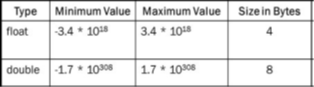 Type Minimum Value Maximum Value Size in Bytes
float -3.4 * 10¹⁸ 3.4 * 10¹⁸ 4
double -1.7 * 10³⁰⁸ 1.7 * 10³⁰⁸ 8